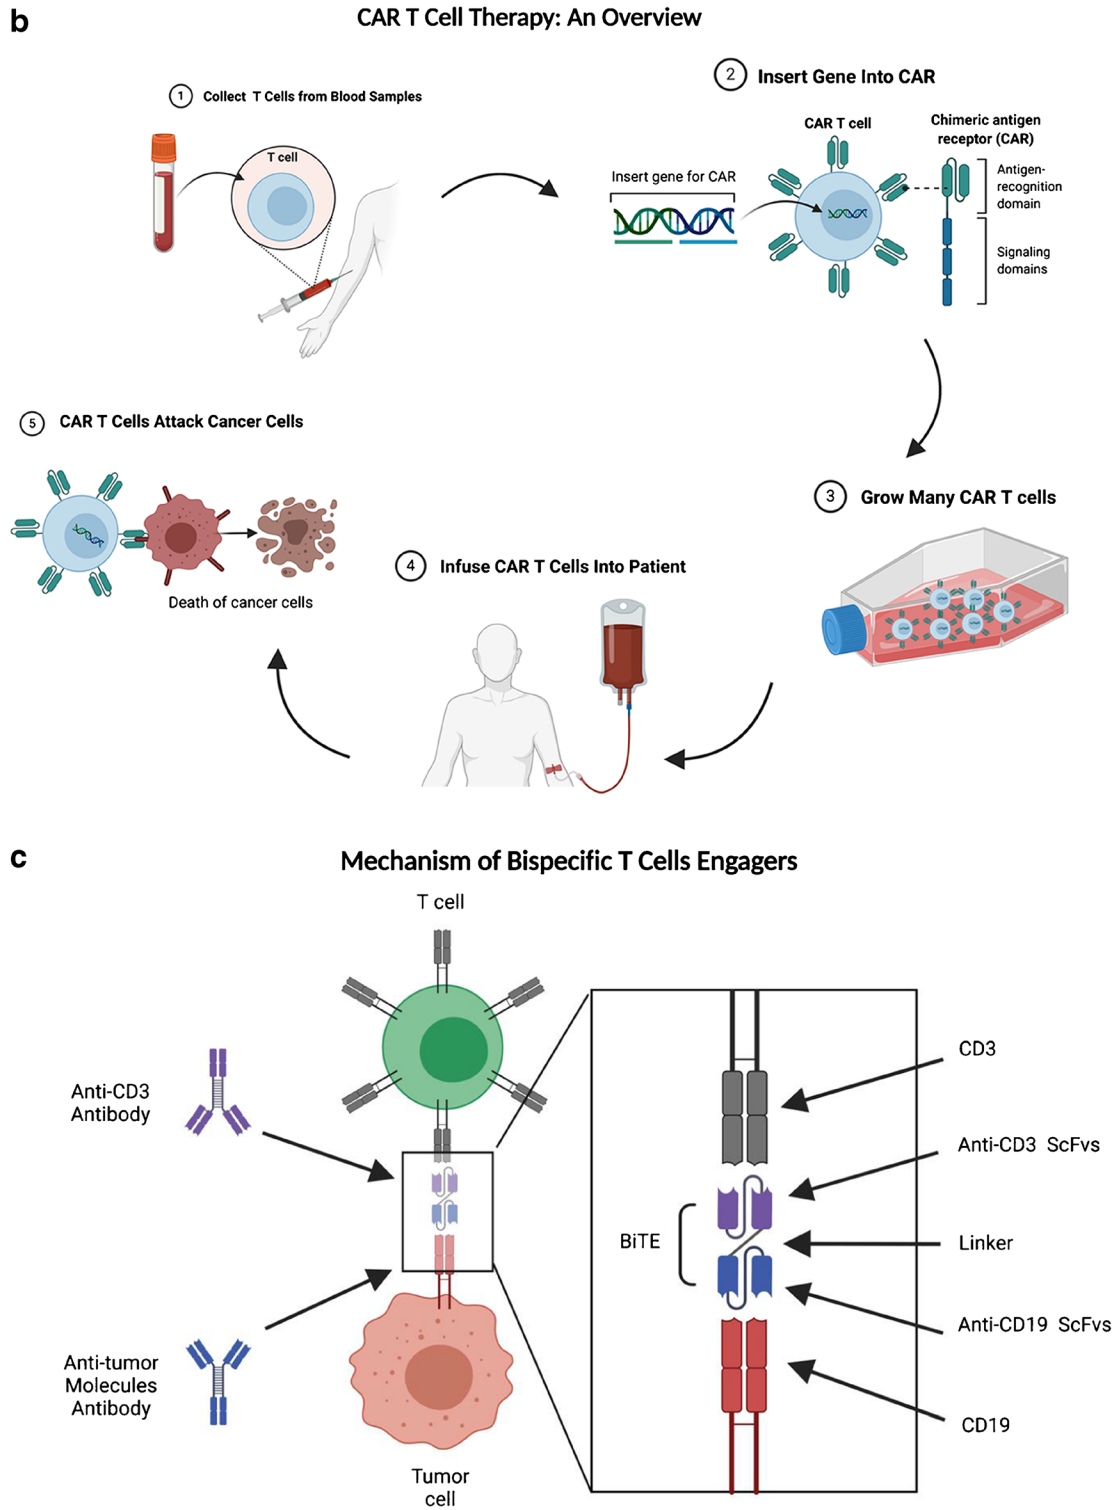 b
CAR T Cell Therapy: An Overview
1 Collect T Cells from Blood Samples
T cell
2 Insert Gene Into CAR
Insert gene for CAR
CAR T cell
Chimeric antigen
receptor (CAR)
Antigen-
recognition
domain
Signaling
domains
3 Grow Many CAR T cells
4 Infuse CAR T Cells Into Patient
5 CAR T Cells Attack Cancer Cells
Death of cancer cells
c
Mechanism of Bispecific T Cells Engagers
T cell
Anti-CD3
Antibody
Anti-tumor
Molecules
Antibody
Tumor
cell
BiTE
CD3
Anti-CD3 ScFvs
Linker
Anti-CD19 ScFvs
CD19